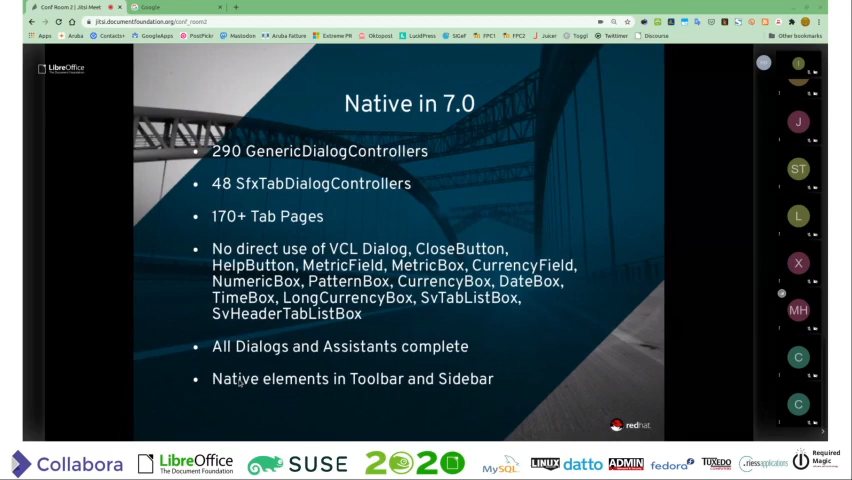 Conf Room 2 | Jitsi Meet
Google
jitsi.documentfoundation.org/conf_room2
Apps Aruba Contacts+ GoogleApps PostPickr Mastodon Aruba Fatture Extreme PR Oktopost LucidPress SIGef FPC1 FPC2 Juicer Toggl Twittimer Discourse Other bookmarks
LibreOffice
The Document Foundation
Native in 7.0
• 290 GenericDialogControllers
• 48 SfxTabDialogControllers
• 170+ Tab Pages
• No direct use of VCL Dialog, CloseButton,
HelpButton, MetricField, MetricBox, CurrencyField,
NumericBox, PatternBox, CurrencyBox, DateBox,
TimeBox, LongCurrencyBox, SvTabListBox,
SvHeaderTabListBox
• All Dialogs and Assistants complete
• Native elements in Toolbar and Sidebar
redhat.
I
J
ST
L
X
MH
C
C
Collabora LibreOffice The Document Foundation SUSE 2020 MySQL LINUX datto ADMIN fedora TUXEDO COMPUTERS riessapplications Required Magic